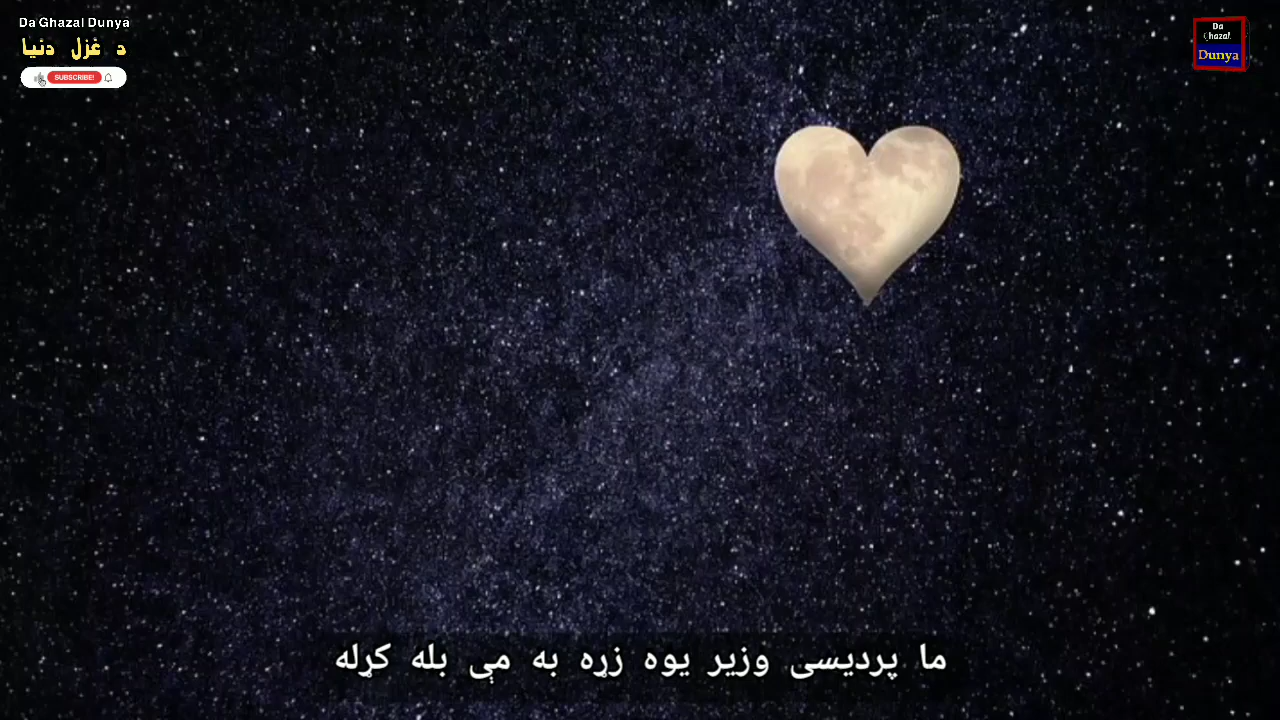 Da Ghazal Dunya
د غزل دنیا
SUBSCRIBE!
Da
Ghazal
Dunya
ما پردیسی وزیر یوه زړه به مې بله کړله